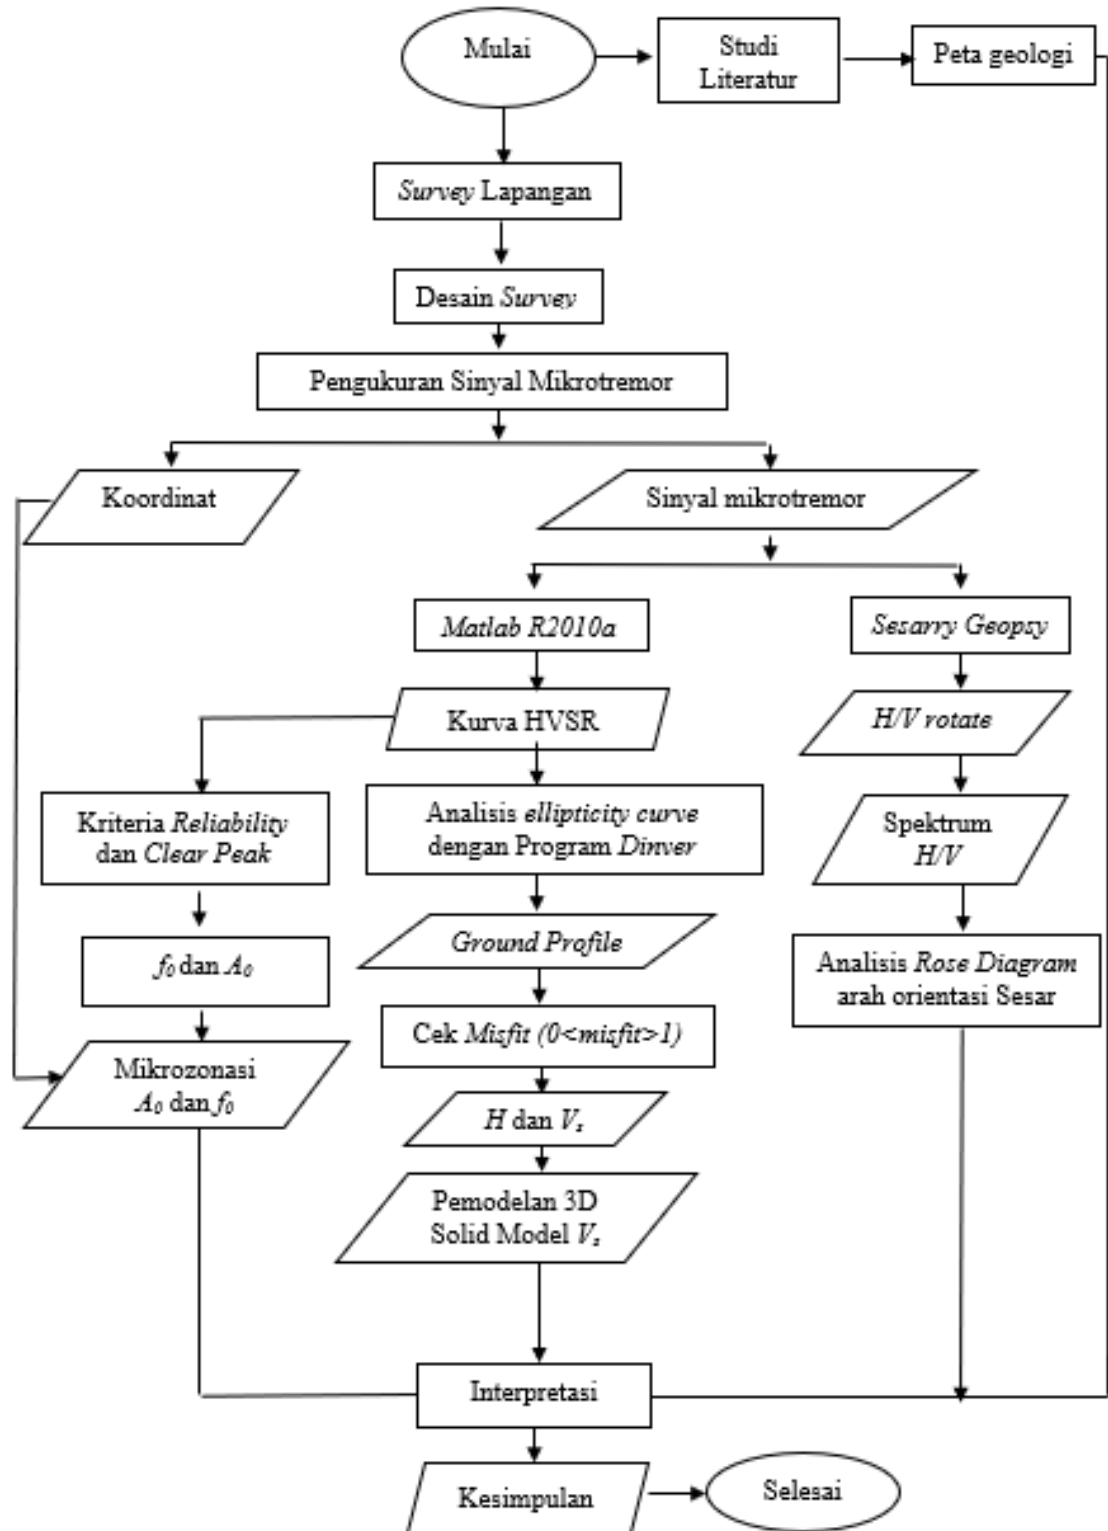 Mulai
Studi
Literatur
Peta geologi
Survey Lapangan
Desain Survey
Pengukuran Sinyal Mikrotremor
Koordinat
Sinyal mikrotremor
Matlab R2010a
Sesarry Geopsy
Kurva HVSR
H/V rotate
Kriteria Reliability
dan Clear Peak
Analisis ellipticity curve
dengan Program Dinver
Spektrum
H/V
f₀ dan A₀
Ground Profile
Analisis Rose Diagram
arah orientasi Sesar
Cek Misfit (0<misfit>1)
Mikrozonasi
A₀ dan f₀
H dan Vₛ
Pemodelan 3D
Solid Model Vₛ
Interpretasi
Kesimpulan
Selesai